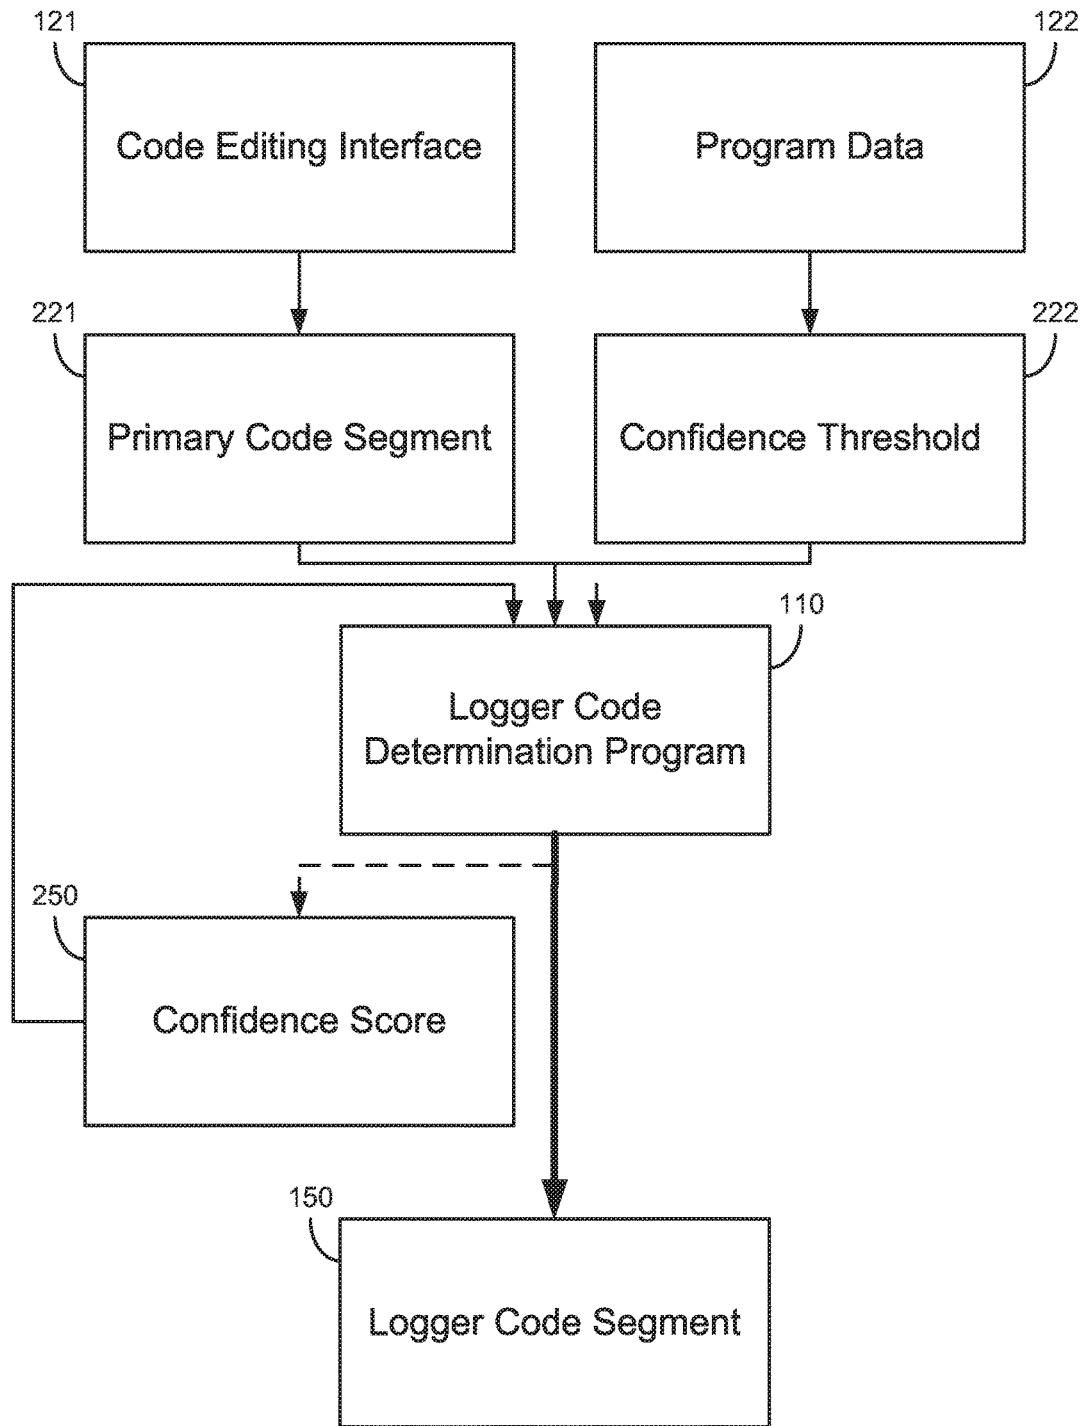 121
122
Code Editing Interface
Program Data
221
222
Primary Code Segment
Confidence Threshold
110
Logger Code
Determination Program
250
Confidence Score
150
Logger Code Segment